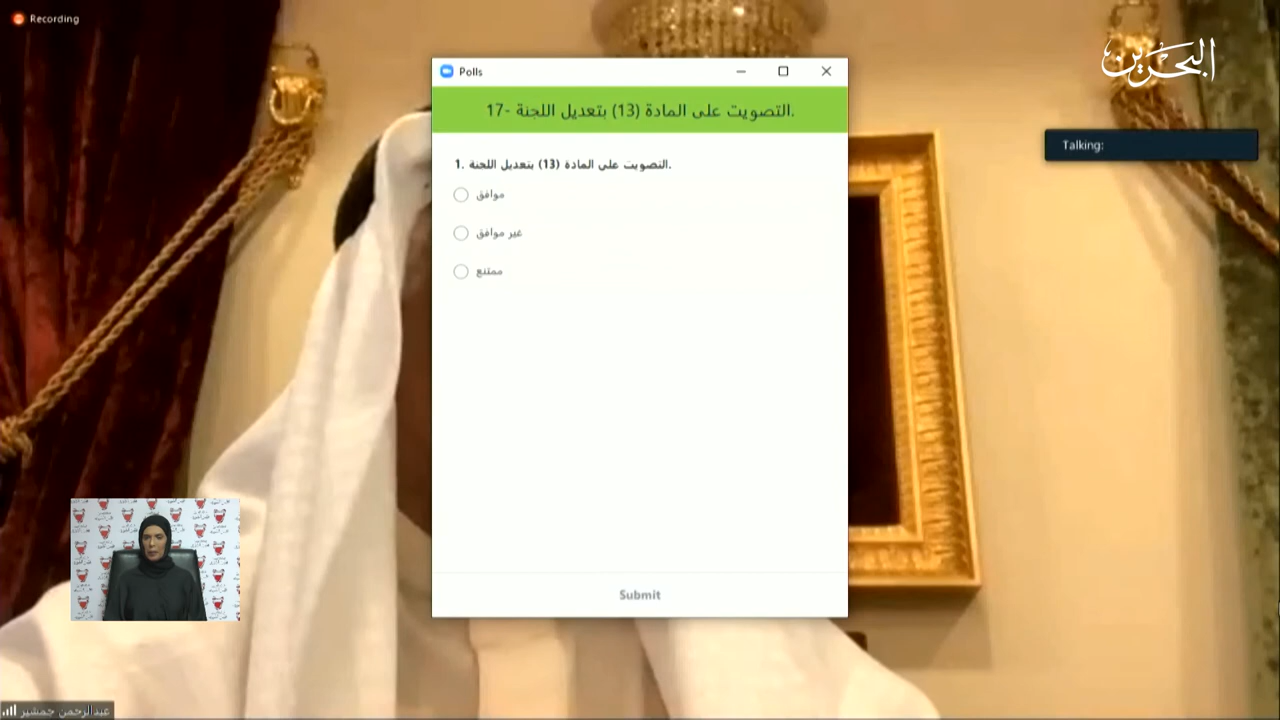 Recording
البحرين
Polls
17- التصويت على المادة (13) بتعديل اللجنة.
Talking:
1. التصويت على المادة (13) بتعديل اللجنة.
موافق
غير موافق
ممتنع
Submit
عبدالرحمن جمشير